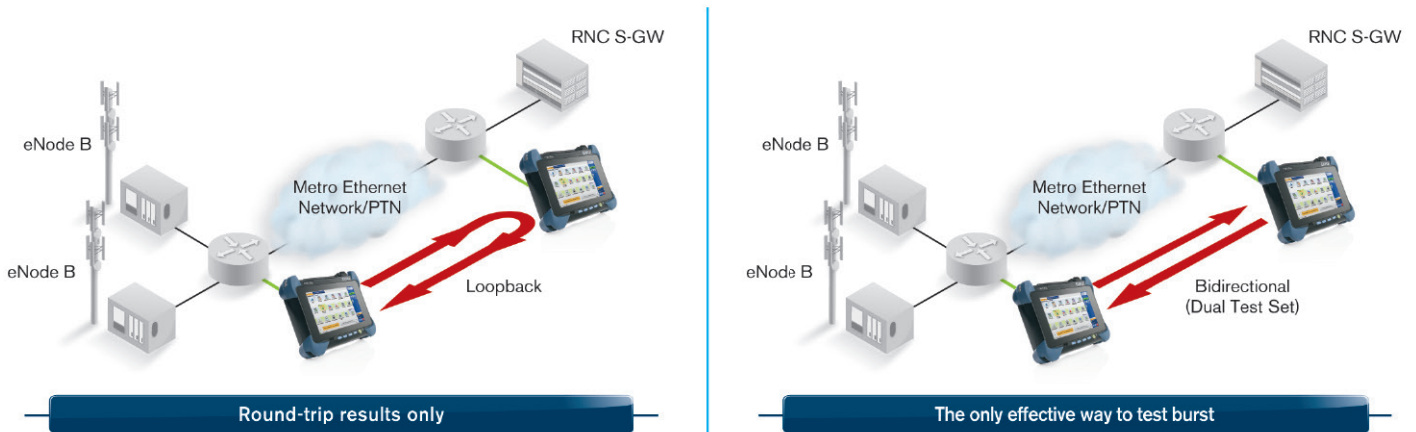 RNC S-GW
eNode B
Metro Ethernet
Network/PTN
eNode B
Loopback
Round-trip results only
RNC S-GW
eNode B
Metro Ethernet
Network/PTN
eNode B
Bidirectional
(Dual Test Set)
The only effective way to test burst